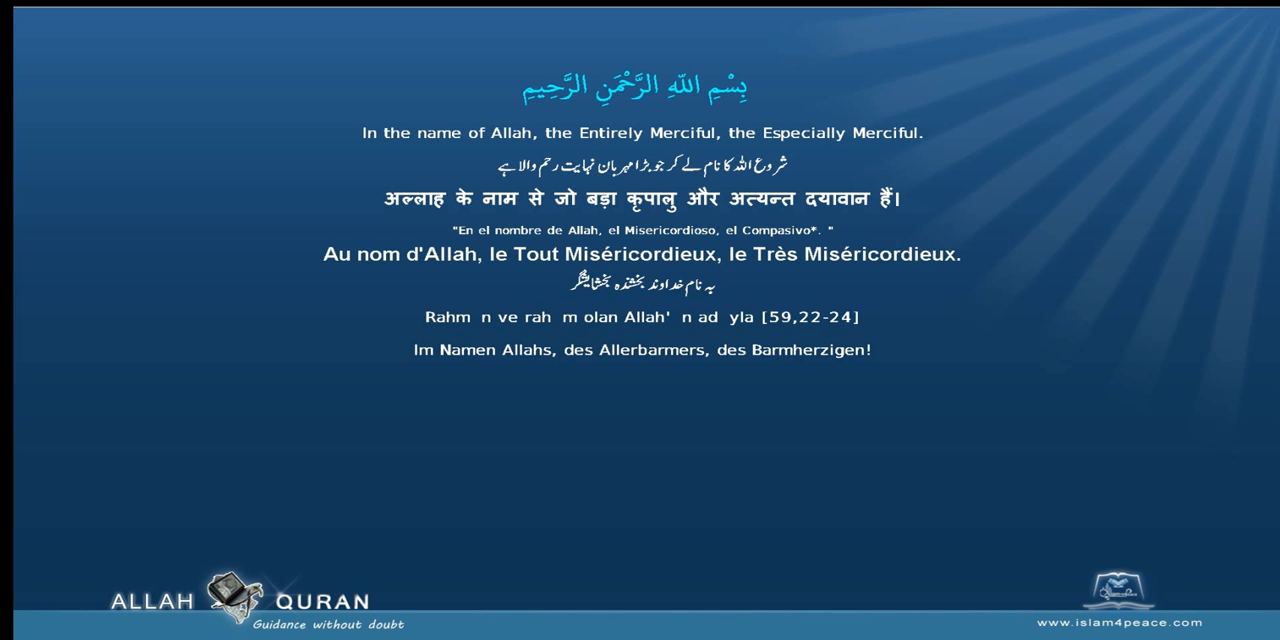 بِسْمِ اللَّهِ الرَّحْمَنِ الرَّحِيمِ
In the name of Allah, the Entirely Merciful, the Especially Merciful.
شروع اللہ کا نام لے کر جو بڑا مہربان نہایت رحم والا ہے
अल्लाह के नाम से जो बड़ा कृपालु और अत्यन्त दयावान हैं।
"En el nombre de Allah, el Misericordioso, el Compasivo*. "
Au nom d'Allah, le Tout Miséricordieux, le Très Miséricordieux.
به نام خداوند بخشنده بخشایشگر
Rahm n ve rah m olan Allah' n ad yla [59,22-24]
Im Namen Allahs, des Allerbarmers, des Barmherzigen!
ALLAH QURAN
Guidance without doubt
www.islam4peace.com